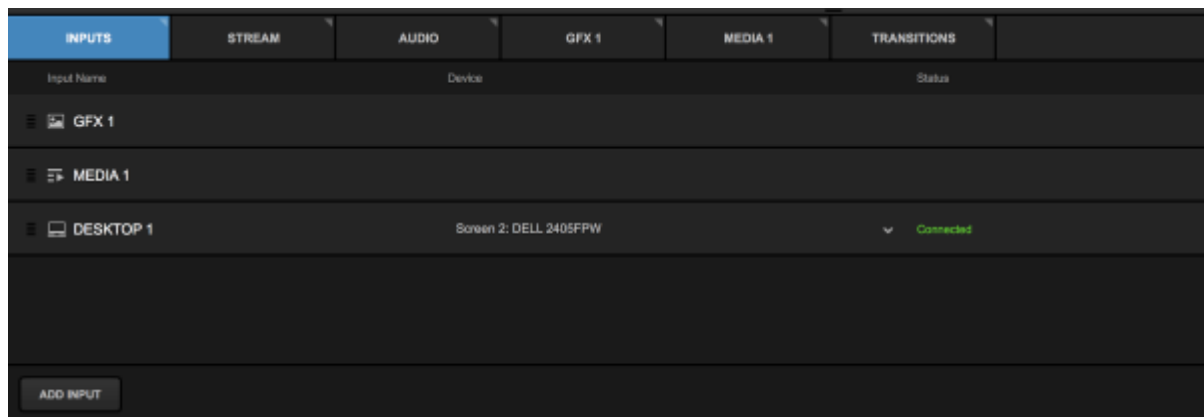 INPUTS STREAM AUDIO GFX 1 MEDIA 1 TRANSITIONS
Input Name Device Status
GFX 1
MEDIA 1
DESKTOP 1 Screen 2: DELL 2405FPW Connected
ADD INPUT